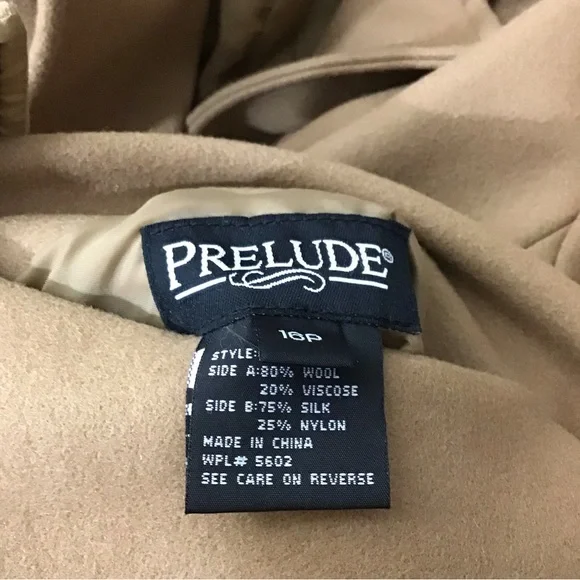 PRELUDE®
16P
STYLE:
SIDE A:80% WOOL
20% VISCOSE
SIDE B:75% SILK
25% NYLON
MADE IN CHINA
WPL# 5602
SEE CARE ON REVERSE